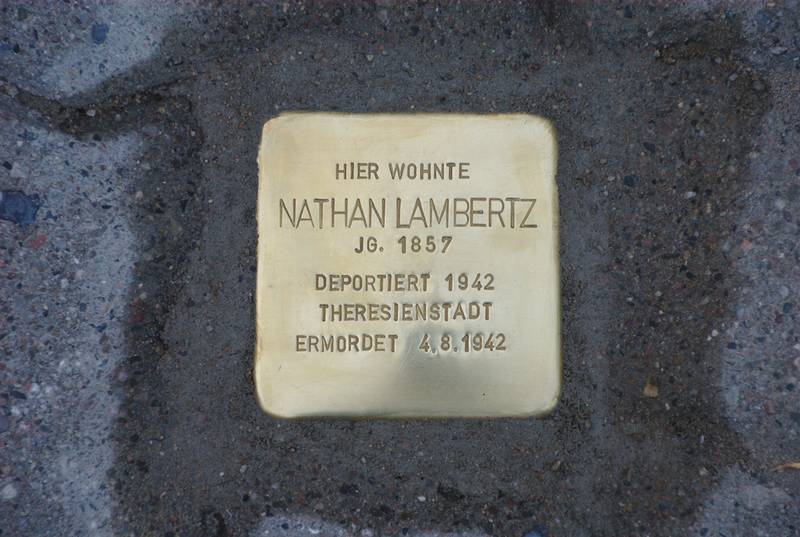 HIER WOHNTE
NATHAN LAMBERTZ
JG. 1857
DEPORTIERT 1942
THERESIENSTADT
ERMORDET 4.8.1942